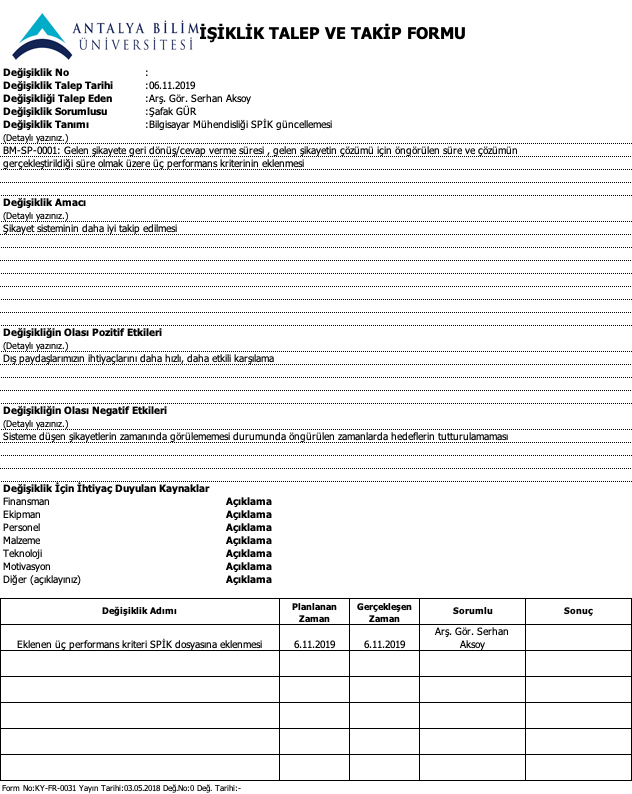 ANTALYA BİLİM
ÜNİVERSİTESİ
İŞİKLİK TALEP VE TAKİP FORMU
Değişiklik No :
Değişiklik Talep Tarihi :06.11.2019
Değişikliği Talep Eden :Arş. Gör. Serhan Aksoy
Değişiklik Sorumlusu :Şafak GÜR
Değişiklik Tanımı :Bilgisayar Mühendisliği SPİK güncellemesi
(Detaylı yazınız.)
BM-SP-0001: Gelen şikayete geri dönüş/cevap verme süresi , gelen şikayetin çözümü için öngörülen süre ve çözümün
gerçekleştirildiği süre olmak üzere üç performans kriterinin eklenmesi
Değişiklik Amacı
(Detaylı yazınız.)
Şikayet sisteminin daha iyi takip edilmesi
Değişikliğin Olası Pozitif Etkileri
(Detaylı yazınız.)
Dış paydaşlarımızın ihtiyaçlarını daha hızlı, daha etkili karşılama
Değişikliğin Olası Negatif Etkileri
(Detaylı yazınız.)
Sisteme düşen şikayetlerin zamanında görülememesi durumunda öngürülen zamanlarda hedeflerin tutturulamaması
Değişiklik İçin İhtiyaç Duyulan Kaynaklar
Finansman Açıklama
Ekipman Açıklama
Personel Açıklama
Malzeme Açıklama
Teknoloji Açıklama
Motivasyon Açıklama
Diğer (açıklayınız) Açıklama
Değişiklik Adımı Planlanan Zaman Gerçekleşen Zaman Sorumlu Sonuç
Eklenen üç performans kriteri SPİK dosyasına eklenmesi 6.11.2019 6.11.2019 Arş. Gör. Serhan Aksoy
Form No:KY-FR-0031 Yayın Tarihi:03.05.2018 Değ.No:0 Değ. Tarihi:-